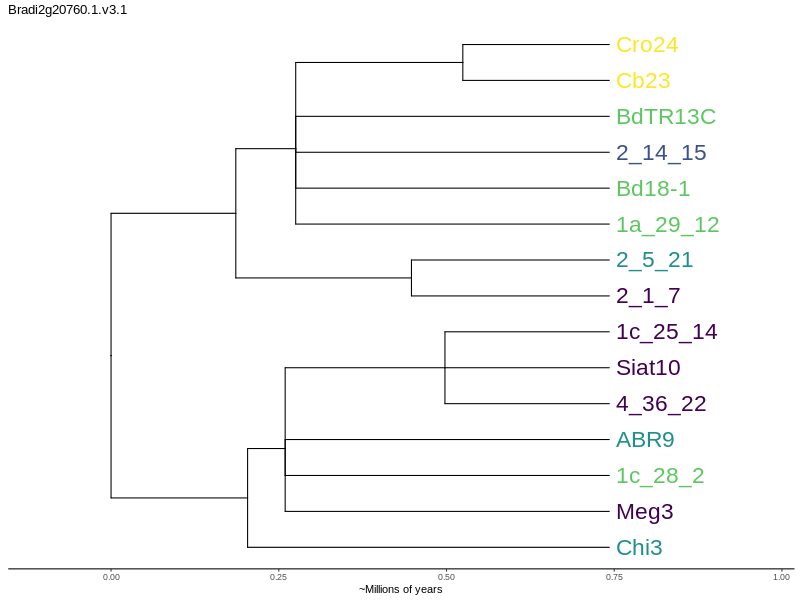 Bradi2g20760.1.v3.1
Cro24
Cb23
BdTR13C
2_14_15
Bd18-1
1a_29_12
2_5_21
2_1_7
1c_25_14
Siat10
4_36_22
ABR9
1c_28_2
Meg3
Chi3
0.00 0.25 0.50 0.75 1.00
~Millions of years